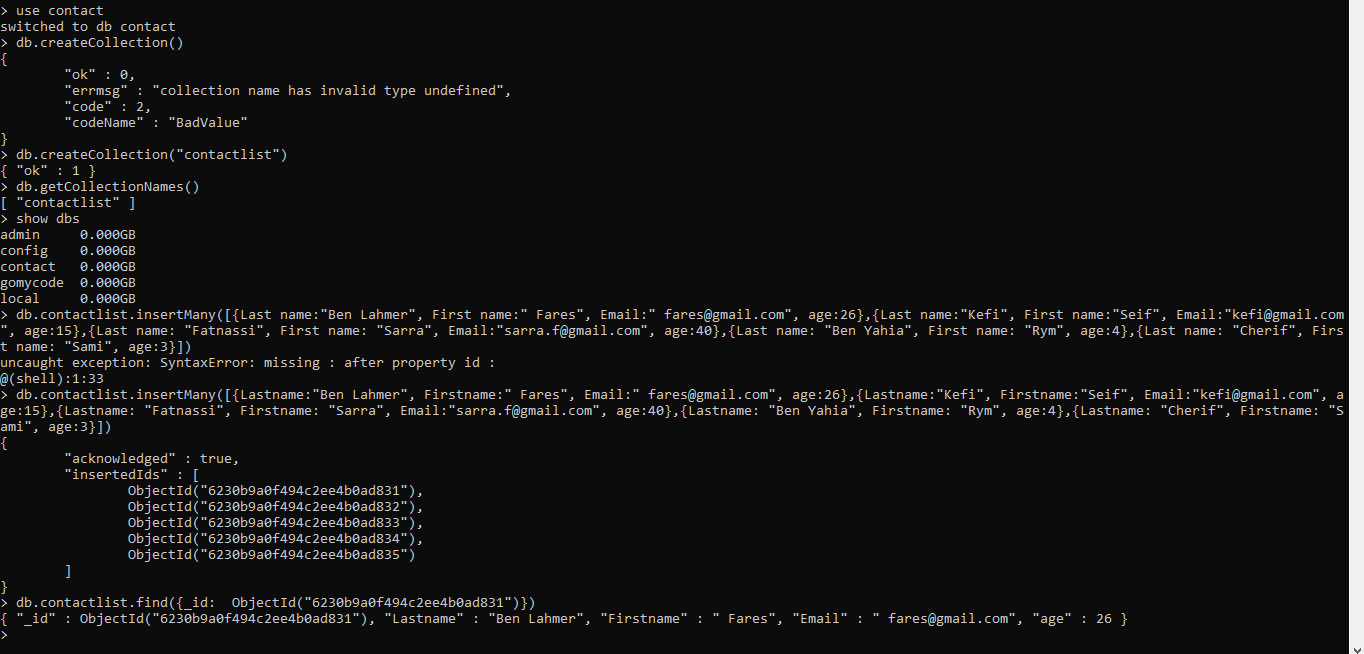 > use contact
switched to db contact
> db.createCollection()
{
        "ok" : 0,
        "errmsg" : "collection name has invalid type undefined",
        "code" : 2,
        "codeName" : "BadValue"
}
> db.createCollection("contactlist")
{ "ok" : 1 }
> db.getCollectionNames()
[ "contactlist" ]
> show dbs
admin     0.000GB
config    0.000GB
contact   0.000GB
gomycode  0.000GB
local     0.000GB
> db.contactlist.insertMany([{Last name:"Ben Lahmer", First name:" Fares", Email:" fares@gmail.com", age:26},{Last name:"Kefi", First name:"Seif", Email:"kefi@gmail.com
", age:15},{Last name: "Fatnassi", First name: "Sarra", Email:"sarra.f@gmail.com", age:40},{Last name: "Ben Yahia", First name: "Rym", age:4},{Last name: "Cherif", Firs
t name: "Sami", age:3}])
uncaught exception: SyntaxError: missing : after property id :
@(shell):1:33
> db.contactlist.insertMany([{Lastname:"Ben Lahmer", Firstname:" Fares", Email:" fares@gmail.com", age:26},{Lastname:"Kefi", Firstname:"Seif", Email:"kefi@gmail.com", a
ge:15},{Lastname: "Fatnassi", Firstname: "Sarra", Email:"sarra.f@gmail.com", age:40},{Lastname: "Ben Yahia", Firstname: "Rym", age:4},{Lastname: "Cherif", Firstname: "S
ami", age:3}])
{
        "acknowledged" : true,
        "insertedIds" : [
                ObjectId("6230b9a0f494c2ee4b0ad831"),
                ObjectId("6230b9a0f494c2ee4b0ad832"),
                ObjectId("6230b9a0f494c2ee4b0ad833"),
                ObjectId("6230b9a0f494c2ee4b0ad834"),
                ObjectId("6230b9a0f494c2ee4b0ad835")
        ]
}
> db.contactlist.find({_id:  ObjectId("6230b9a0f494c2ee4b0ad831")})
{ "_id" : ObjectId("6230b9a0f494c2ee4b0ad831"), "Lastname" : "Ben Lahmer", "Firstname" : " Fares", "Email" : " fares@gmail.com", "age" : 26 }
>